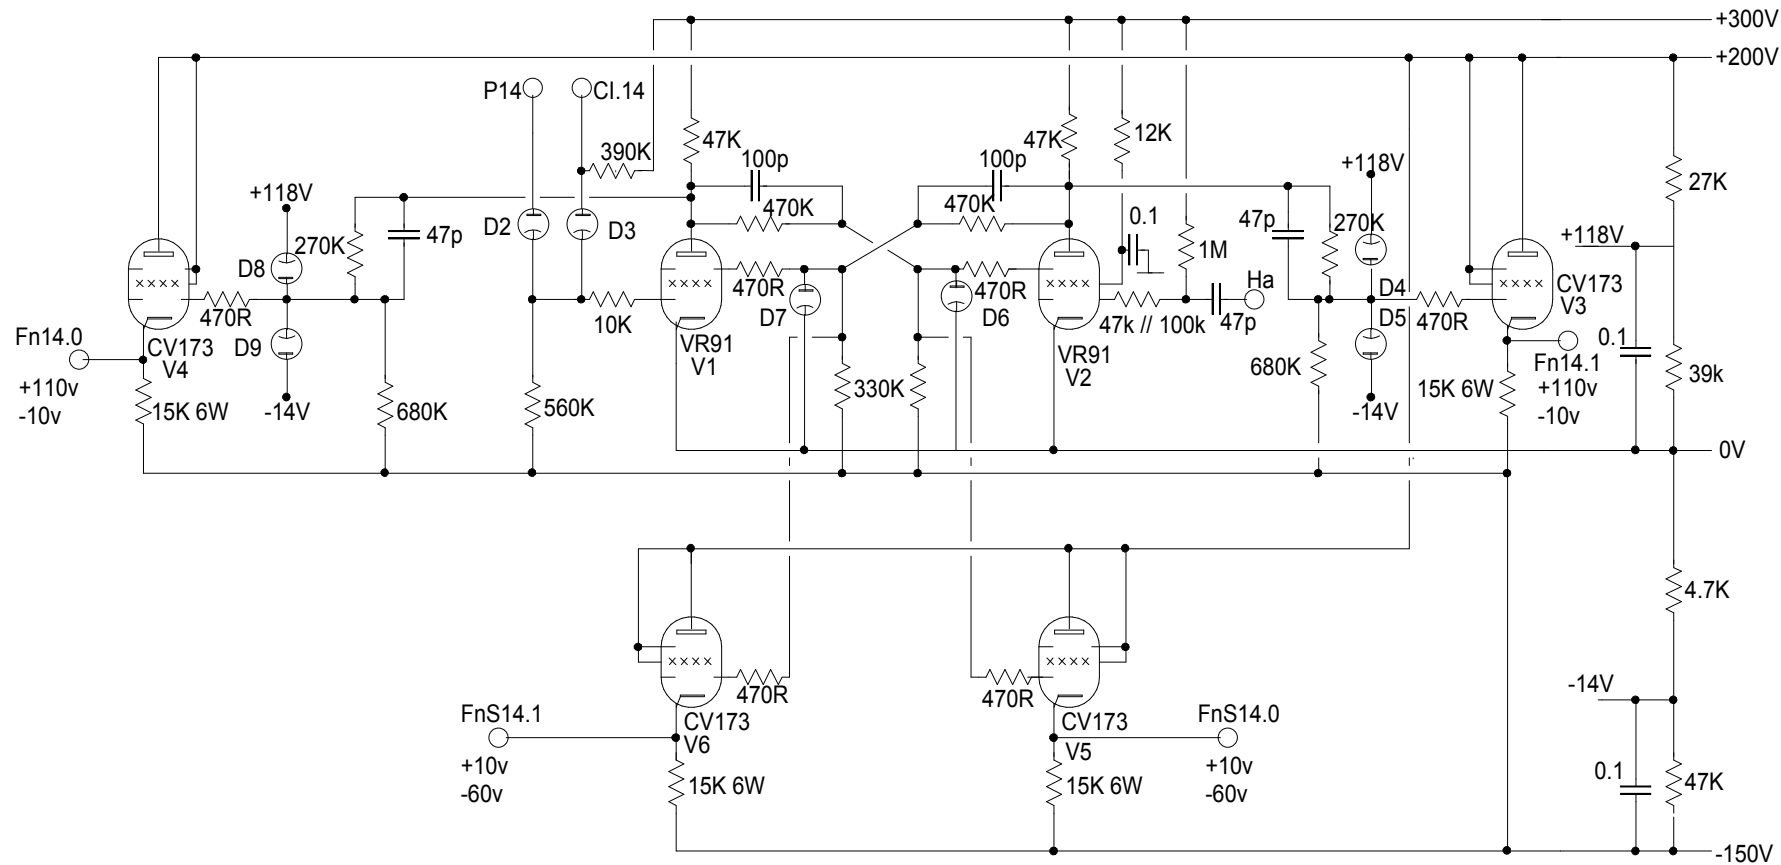 +300V
+200V
P14
Cl.14
390K
47K
100p
470K
47K
100p
470K
12K
+118V
27K
+118V
270K
47p
D8
D2
D3
0.1
1M
Ha
47p
270K
+118V
470R
D7
470R
D6
47k // 100k
47p
D4
D5
470R
CV173
V3
470R
D9
10K
Fn14.0
CV173
V4
VR91
V1
VR91
V2
680K
0.1
Fn14.1
39k
+110v
-10v
15K 6W
-14V
680K
560K
330K
-14V
15K 6W
+110v
-10v
0V
4.7K
470R
470R
-14V
FnS14.1
CV173
V6
CV173
V5
FnS14.0
+10v
-60v
15K 6W
15K 6W
+10v
-60v
0.1
47K
-150V